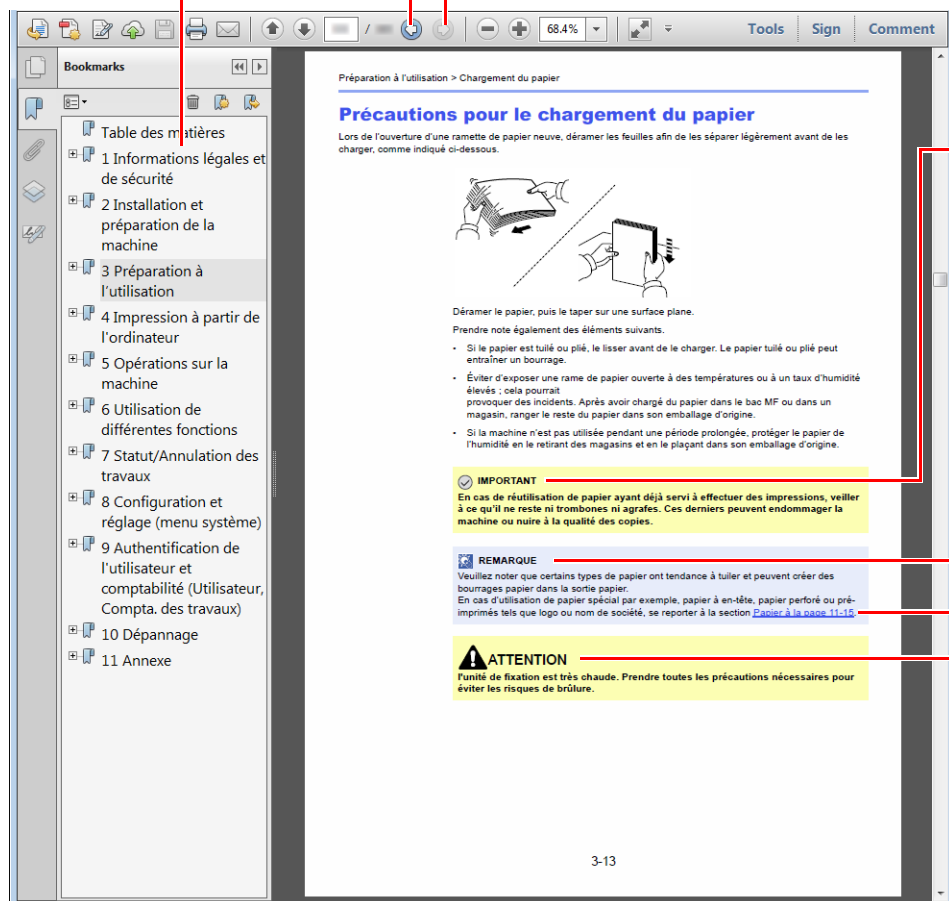 /
68.4%
Tools
Sign
Comment
Bookmarks
Table des matières
1 Informations légales et
de sécurité
2 Installation et
préparation de la
machine
3 Préparation à
l'utilisation
4 Impression à partir de
l'ordinateur
5 Opérations sur la
machine
6 Utilisation de
différentes fonctions
7 Statut/Annulation des
travaux
8 Configuration et
réglage (menu système)
9 Authentification de
l'utilisateur et
comptabilité (Utilisateur,
Compta. des travaux)
10 Dépannage
11 Annexe
Préparation à l'utilisation > Chargement du papier
Précautions pour le chargement du papier
Lors de l'ouverture d'une ramette de papier neuve, déramer les feuilles afin de les séparer légèrement avant de les
charger, comme indiqué ci-dessous.
Déramer le papier, puis le taper sur une surface plane.
Prendre note également des éléments suivants.
• Si le papier est tuilé ou plié, le lisser avant de le charger. Le papier tuilé ou plié peut
entraîner un bourrage.
• Éviter d'exposer une rame de papier ouverte à des températures ou à un taux d'humidité
élevés ; cela pourrait
provoquer des incidents. Après avoir chargé du papier dans le bac MF ou dans un
magasin, ranger le reste du papier dans son emballage d'origine.
• Si la machine n'est pas utilisée pendant une période prolongée, protéger le papier de
l'humidité en le retirant des magasins et en le plaçant dans son emballage d'origine.
IMPORTANT
En cas de réutilisation de papier ayant déjà servi à effectuer des impressions, veiller
à ce qu'il ne reste ni trombones ni agrafes. Ces derniers peuvent endommager la
machine ou nuire à la qualité des copies.
REMARQUE
Veuillez noter que certains types de papier ont tendance à tuiler et peuvent créer des
bourrages papier dans la sortie papier.
En cas d'utilisation de papier spécial par exemple, papier à en-tête, papier perforé ou pré-
imprimés tels que logo ou nom de société, se reporter à la section Papier à la page 11-15.
ATTENTION
l'unité de fixation est très chaude. Prendre toutes les précautions nécessaires pour
éviter les risques de brûlure.
3-13